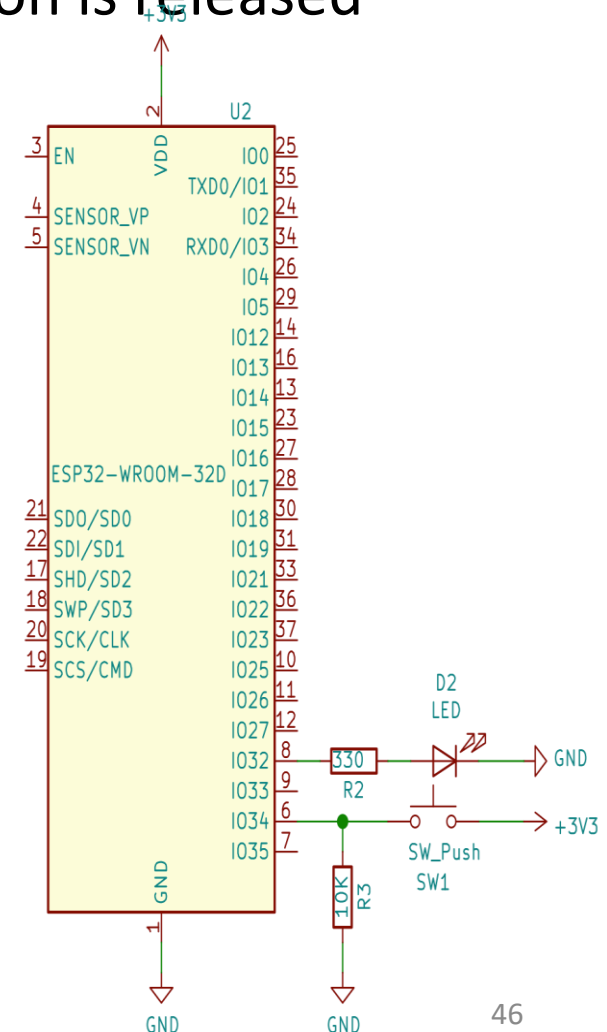 on is released
+3V3
2
U2
VDD
3 EN
IO0 25
TXD0/IO1 35
4 SENSOR_VP
IO2 24
5 SENSOR_VN
RXD0/IO3 34
IO4 26
IO5 29
IO12 14
IO13 16
IO14 13
IO15 23
IO16 27
ESP32-WROOM-32D
IO17 28
21 SDO/SD0
IO18 30
22 SDI/SD1
IO19 31
17 SHD/SD2
IO21 33
18 SWP/SD3
IO22 36
20 SCK/CLK
IO23 37
19 SCS/CMD
IO25 10
IO26 11
IO27 12
D2
LED
IO32 8
330
R2
GND
IO33 9
IO34 6
+3V3
SW_Push
SW1
IO35 7
10K
R3
GND
1
GND
GND
46